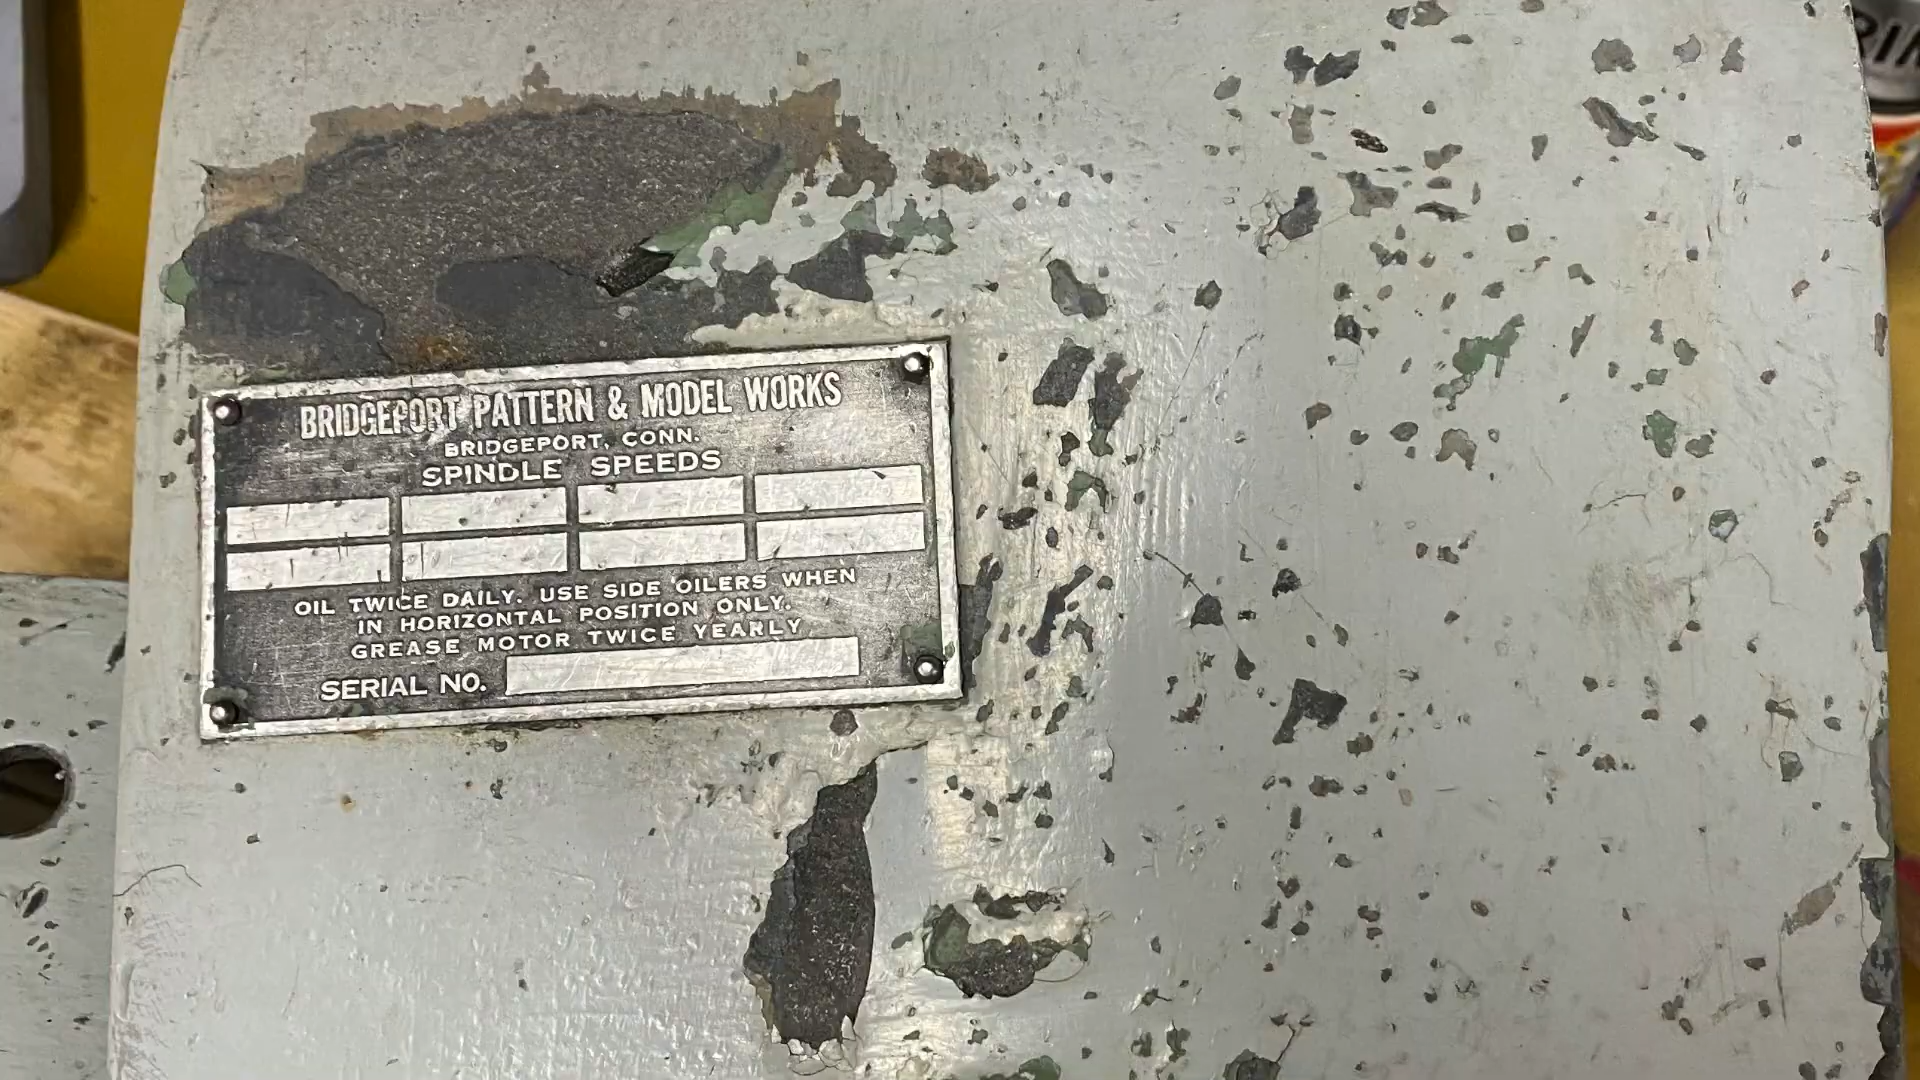 BRIDGEPORT PATTERN & MODEL WORKS
BRIDGEPORT, CONN.
SPINDLE SPEEDS
OIL TWICE DAILY. USE SIDE OILERS WHEN
IN HORIZONTAL POSITION ONLY.
GREASE MOTOR TWICE YEARLY
SERIAL NO.